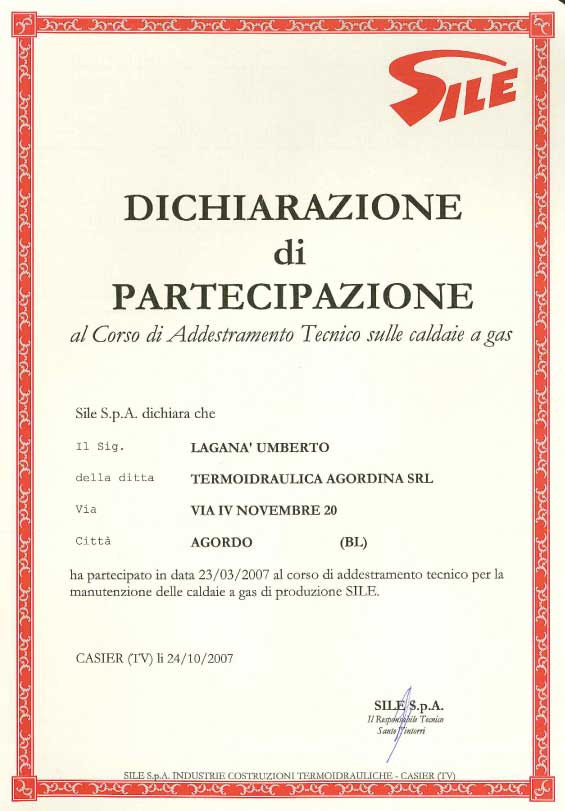 SILE
DICHIARAZIONE
di
PARTECIPAZIONE
al Corso di Addestramento Tecnico sulle caldaie a gas
Sile S.p.A. dichiara che
Il Sig. LAGANA' UMBERTO
della ditta TERMOIDRAULICA AGORDINA SRL
Via VIA IV NOVEMBRE 20
Città AGORDO (BL)
ha partecipato in data 23/03/2007 al corso di addestramento tecnico per la
manutenzione delle caldaie a gas di produzione SILE.
CASIER (TV) li 24/10/2007
SILE S.p.A.
Il Responsabile Tecnico
Santo Tintorri
SILE S.p.A. INDUSTRIE COSTRUZIONI TERMOIDRAULICHE - CASIER (TV)